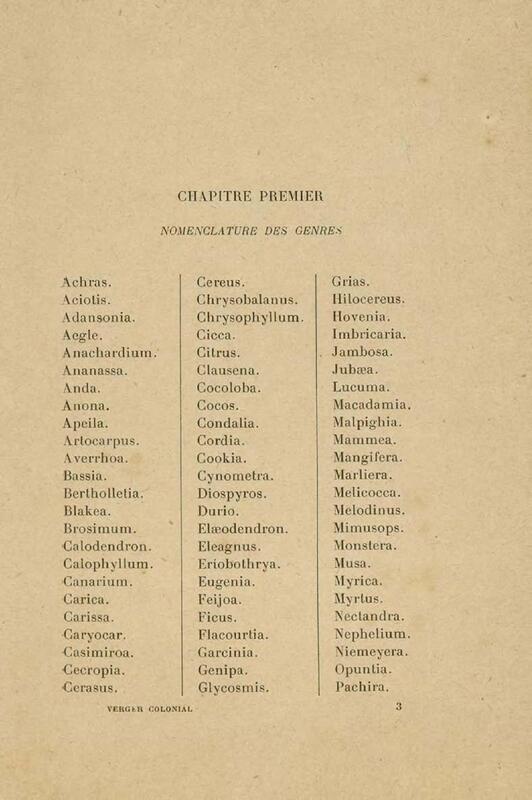 CHAPITRE PREMIER
NOMENCLATURE DES GENRES
Achras.
Aciotis.
Adansonia.
Aegle.
Anachardium.
Ananassa.
Anda.
Anona.
Apeila.
Artocarpus.
Averrhoa.
Bassia.
Bertholletia.
Blakea.
Brosimum.
Calodendron.
Calophyllum.
Canarium.
Carica.
Carissa.
Caryocar.
Casimiroa.
Cecropia.
Cerasus.
Cereus.
Chrysobalanus.
Chrysophyllum.
Cicca.
Citrus.
Clausena.
Cocoloba.
Cocos.
Condalia.
Cordia.
Cookia.
Cynometra.
Diospyros.
Durio.
Elæodendron.
Eleagnus.
Eriobothrya.
Eugenia.
Feijoa.
Ficus.
Flacourtia.
Garcinia.
Genipa.
Glycosmis.
Grias.
Hilocereus.
Hovenia.
Imbricaria.
Jambosa.
Jubæa.
Lucuma.
Macadamia.
Malpighia.
Mammea.
Mangifera.
Marliera.
Melicocca.
Melodinus.
Mimusops.
Monstera.
Musa.
Myrica.
Myrtus.
Nectandra.
Nephelium.
Niemeyera.
Opuntia.
Pachira.
VERGER COLONIAL
3